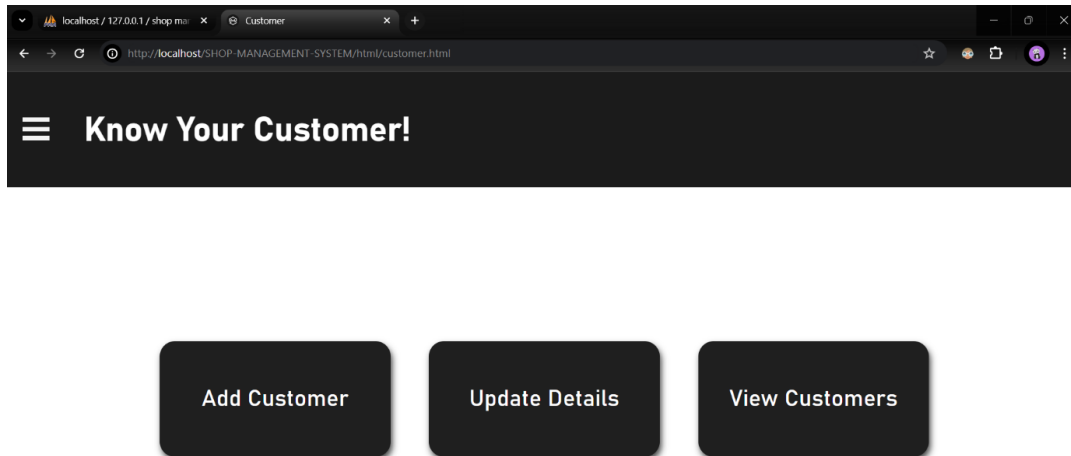 localhost / 127.0.0.1 / shop mar
Customer
http://localhost/SHOP-MANAGEMENT-SYSTEM/html/customer.html
Know Your Customer!
Add Customer
Update Details
View Customers